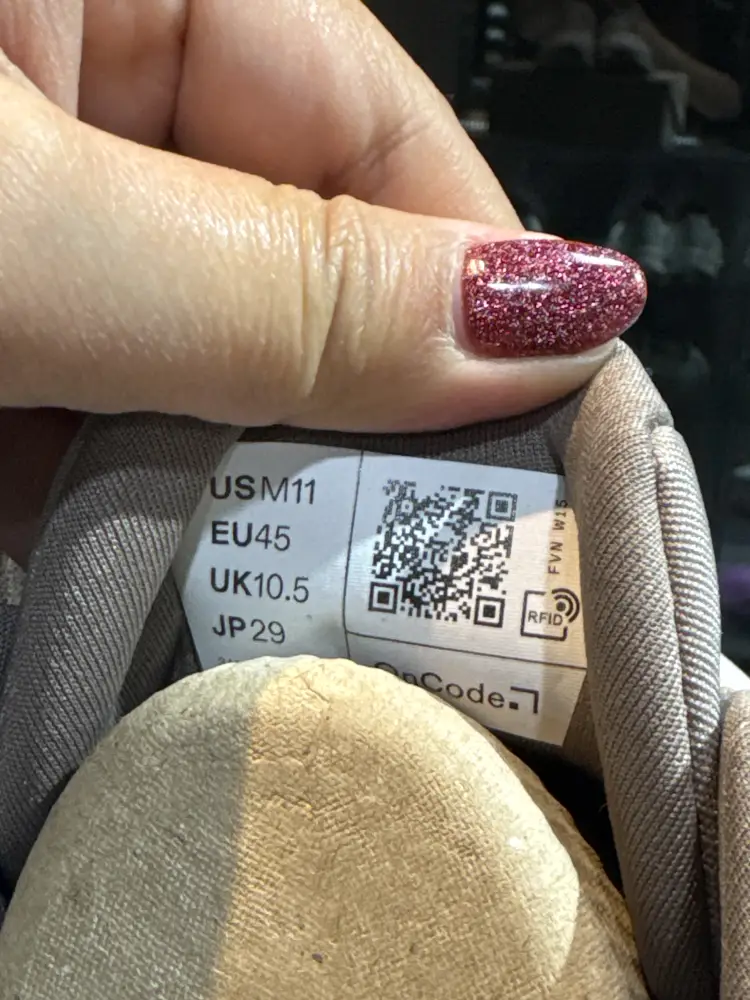 USM11
EU45
UK10.5
JP29
FVN W15
RFID
OnCode.